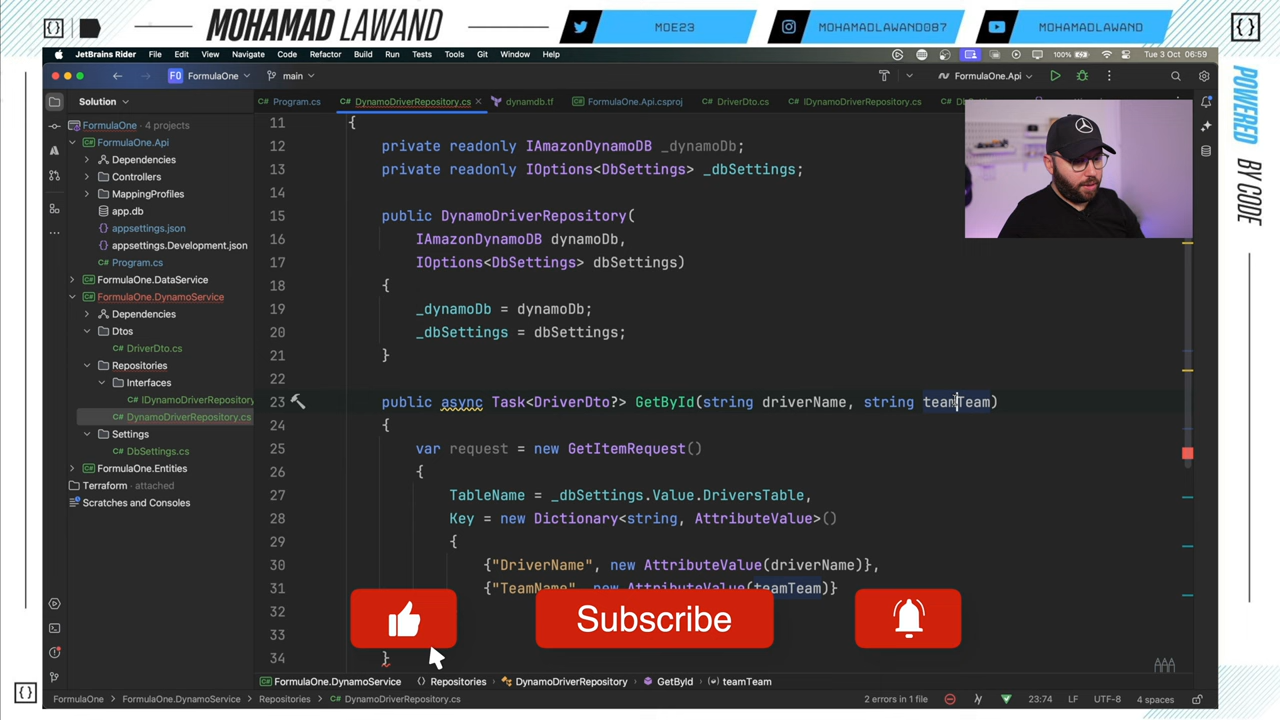 MOHAMAD LAWAND
MOE23
MOHAMADLAWAND087
MOHAMADLAWAND
POWERED BY CODE
JetBrains Rider File Edit View Navigate Code Refactor Build Run Tests Tools Git Window Help
100% Tue 3 Oct 06:59
F0 FormulaOne main
FormulaOne.Api
Solution
Program.cs DynamoDriverRepository.cs dynamdb.tf FormulaOne.Api.csproj DriverDto.cs IDynamoDriverRepository.cs
FormulaOne · 4 projects
FormulaOne.Api
Dependencies
Controllers
MappingProfiles
app.db
appsettings.json
appsettings.Development.json
Program.cs
FormulaOne.DataService
FormulaOne.DynamoService
Dependencies
Dtos
DriverDto.cs
Repositories
Interfaces
IDynamoDriverRepository
DynamoDriverRepository.cs
Settings
DbSettings.cs
FormulaOne.Entities
Terraform attached
Scratches and Consoles
11 {
12 private readonly IAmazonDynamoDB _dynamoDb;
13 private readonly IOptions<DbSettings> _dbSettings;
14
15 public DynamoDriverRepository(
16 IAmazonDynamoDB dynamoDb,
17 IOptions<DbSettings> dbSettings)
18 {
19 _dynamoDb = dynamoDb;
20 _dbSettings = dbSettings;
21 }
22
23 public async Task<DriverDto?> GetById(string driverName, string teamTeam)
24 {
25 var request = new GetItemRequest()
26 {
27 TableName = _dbSettings.Value.DriversTable,
28 Key = new Dictionary<string, AttributeValue>()
29 {
30 {"DriverName", new AttributeValue(driverName)},
31 {"TeamName", new AttributeValue(teamTeam)}
32
33
34 }
Subscribe
FormulaOne.DynamoService Repositories DynamoDriverRepository GetById teamTeam
FormulaOne > FormulaOne.DynamoService > Repositories > DynamoDriverRepository.cs
2 errors in 1 file 23:74 LF UTF-8 4 spaces